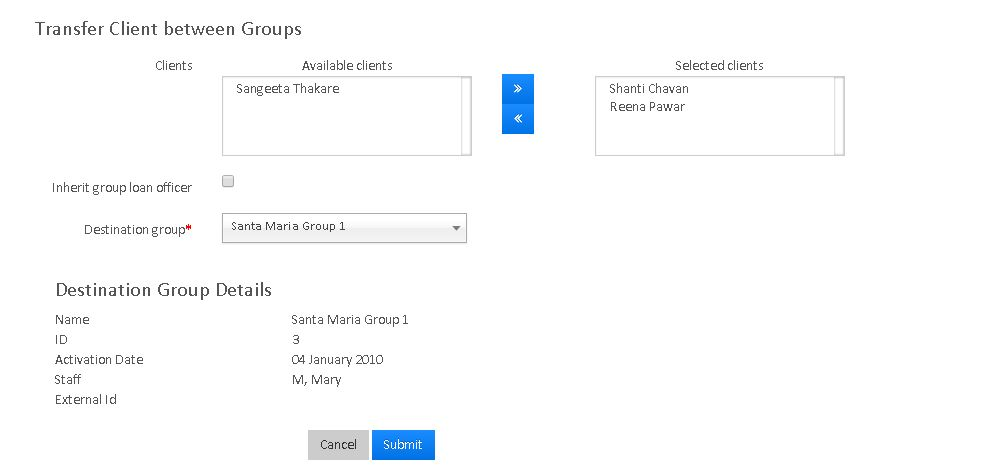 Transfer Client between Groups
Clients Available clients Selected clients
Sangeeta Thakare » Shanti Chavan
Reena Pawar
«
Inherit group loan officer
Destination group* Santa Maria Group 1
Destination Group Details
Name Santa Maria Group 1
ID 3
Activation Date 04 January 2010
Staff M, Mary
External Id
Cancel Submit